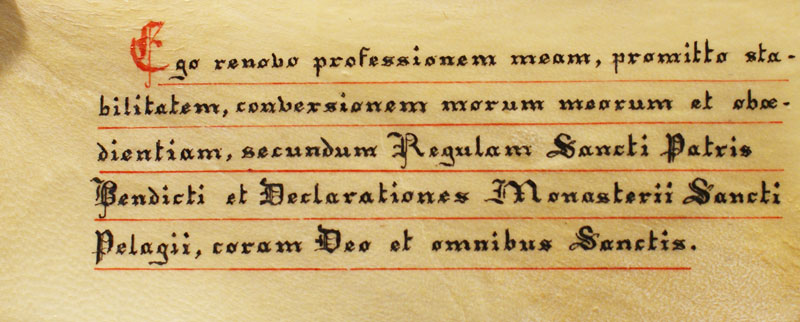 Ego renovo professionem meam, promitto sta-
bilitatem, conversionem morum meorum et obœ-
dientiam, secundum Regulam Sancti Patris
Bendicti et Declarationes Monasterii Sancti
Pelagii, coram Deo et omnibus Sanctis.